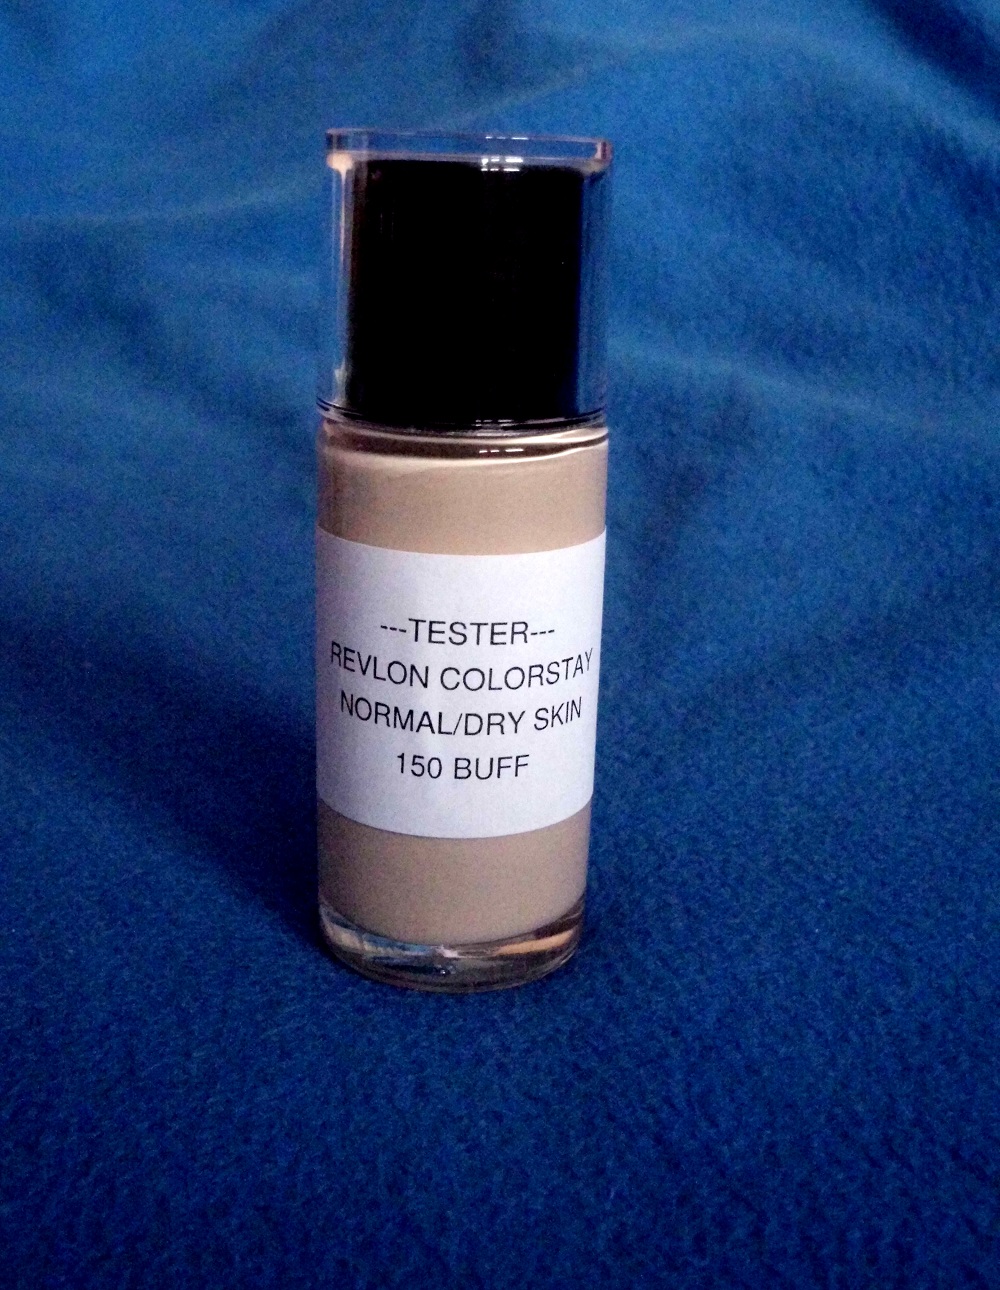 ---TESTER---
REVLON COLORSTAY
NORMAL/DRY SKIN
150 BUFF